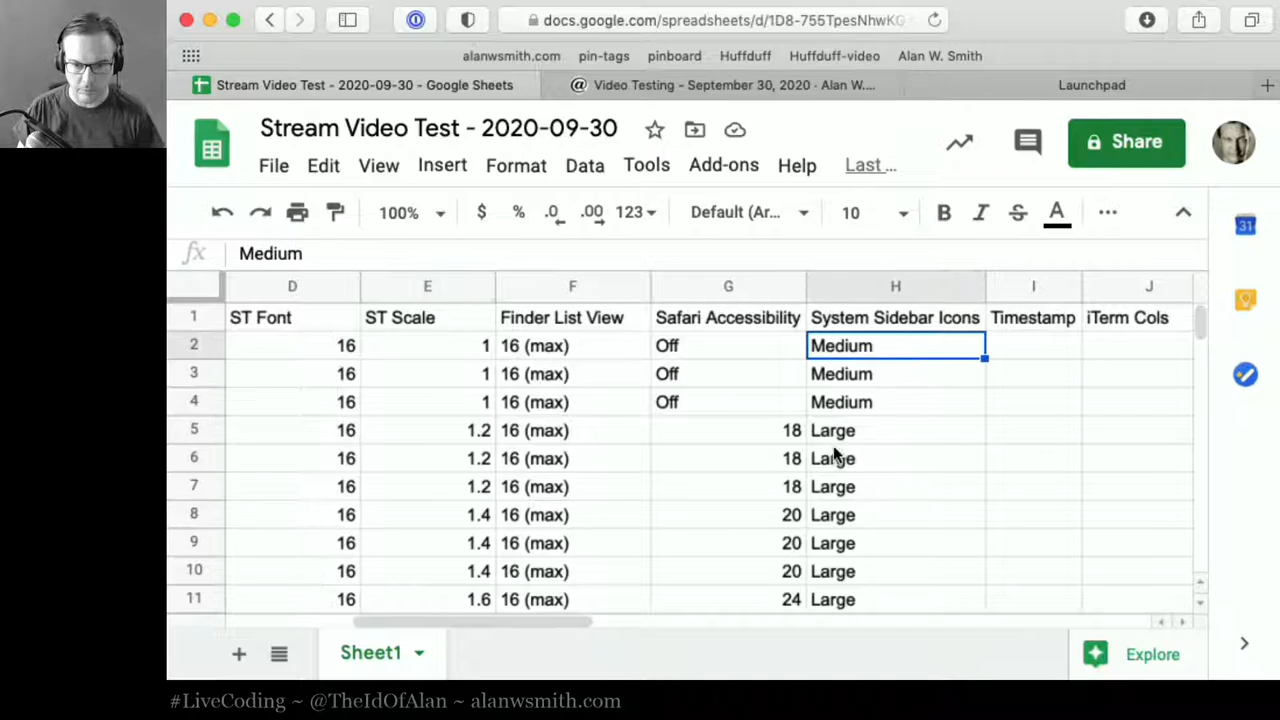 docs.google.com/spreadsheets/d/1D8-755TpesNhwKG
alanwsmith.com pin-tags pinboard Huffduff Huffduff-video Alan W. Smith
Stream Video Test - 2020-09-30 - Google Sheets @ Video Testing - September 30, 2020 · Alan W.... Launchpad +
Stream Video Test - 2020-09-30
Share
File Edit View Insert Format Data Tools Add-ons Help Last ...
100% $ % .0 .00 123 Default (Ar... 10 B I S A ...
31
fx Medium
D E F G H I J
1 ST Font ST Scale Finder List View Safari Accessibility System Sidebar Icons Timestamp iTerm Cols
2 16 1 16 (max) Off Medium
3 16 1 16 (max) Off Medium
4 16 1 16 (max) Off Medium
5 16 1.2 16 (max) 18 Large
6 16 1.2 16 (max) 18 Large
7 16 1.2 16 (max) 18 Large
8 16 1.4 16 (max) 20 Large
9 16 1.4 16 (max) 20 Large
10 16 1.4 16 (max) 20 Large
11 16 1.6 16 (max) 24 Large
+ Sheet1 Explore
#LiveCoding ~ @TheIdOfAlan ~ alanwsmith.com